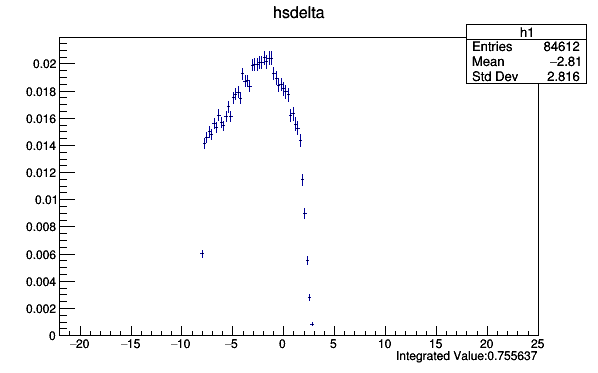 hsdelta
h1
Entries 84612
Mean −2.81
Std Dev 2.816
0.02
0.018
0.016
0.014
0.012
0.01
0.008
0.006
0.004
0.002
0
−20 −15 −10 −5 0 5 10 15 20 25
Integrated Value:0.755637